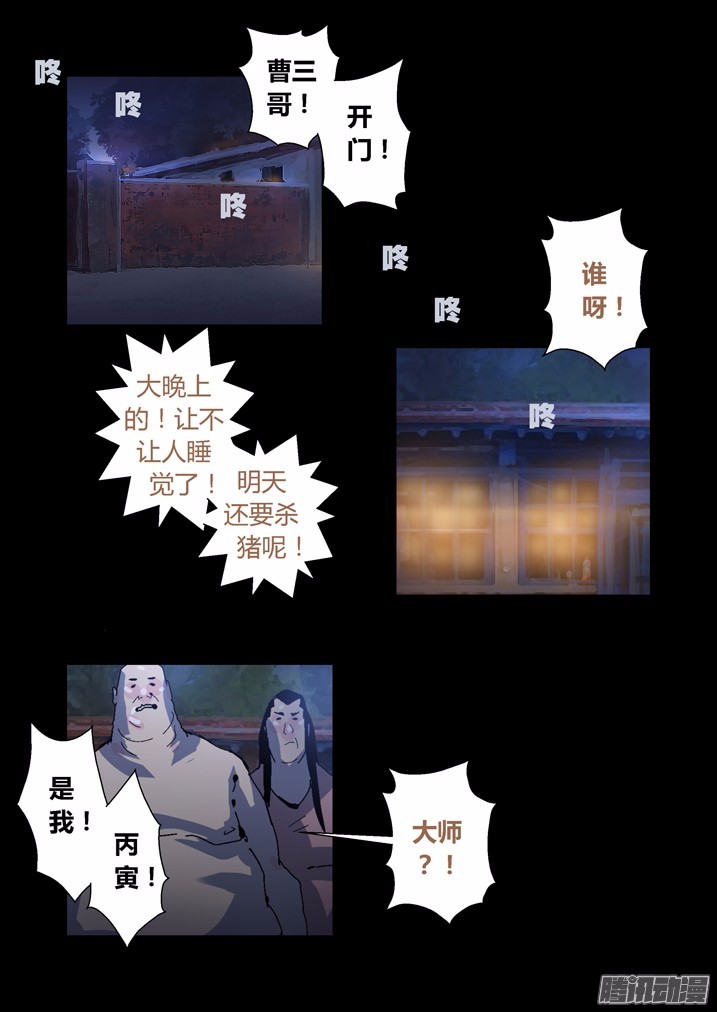 咚
咚
咚
曹三
哥！
开
门！
咚
咚
谁
呀！
大晚上
的！让不
让人睡
觉了！
明天
还要杀
猪呢！
咚
是
我！
丙
寅！
大师
？！
腾讯动漫